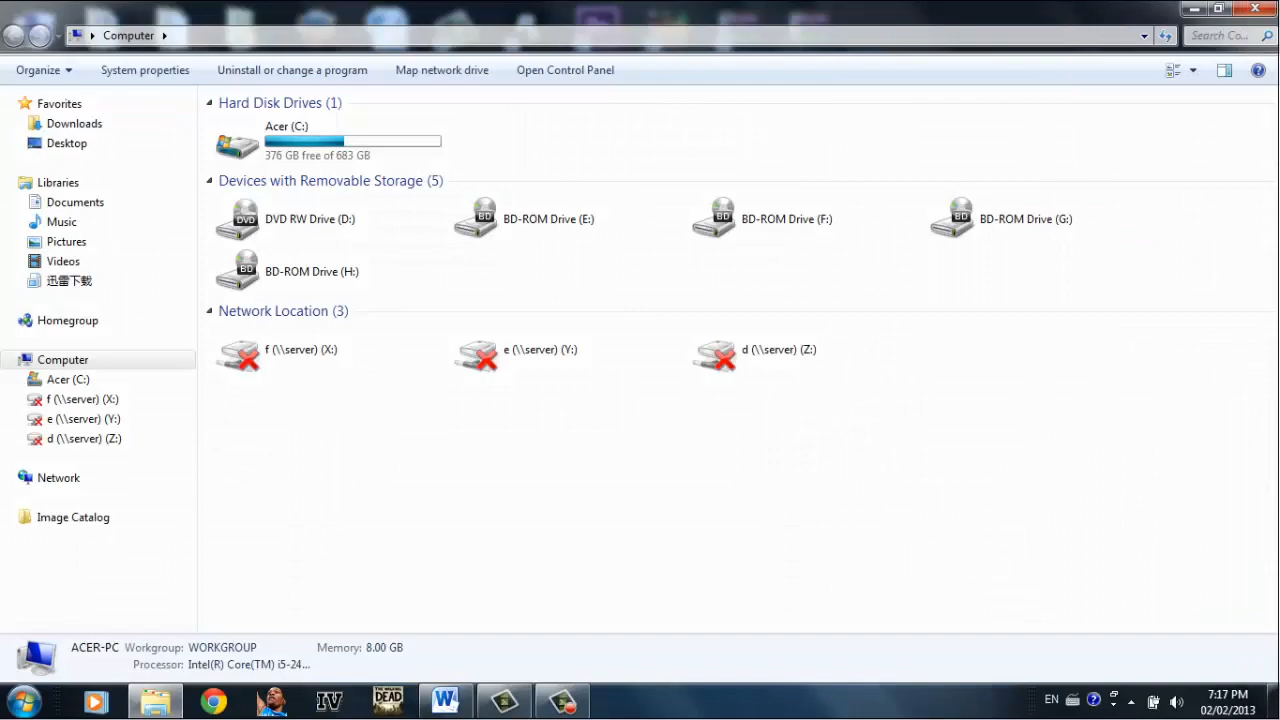 Computer
Search Co...
Organize System properties Uninstall or change a program Map network drive Open Control Panel
Favorites
Downloads
Desktop
Libraries
Documents
Music
Pictures
Videos
迅雷下載
Homegroup
Computer
Acer (C:)
f (\\server) (X:)
e (\\server) (Y:)
d (\\server) (Z:)
Network
Image Catalog
Hard Disk Drives (1)
Acer (C:)
376 GB free of 683 GB
Devices with Removable Storage (5)
DVD RW Drive (D:) BD-ROM Drive (E:) BD-ROM Drive (F:) BD-ROM Drive (G:)
BD-ROM Drive (H:)
Network Location (3)
f (\\server) (X:) e (\\server) (Y:) d (\\server) (Z:)
ACER-PC Workgroup: WORKGROUP Memory: 8.00 GB
Processor: Intel(R) Core(TM) i5-24...
IV THE WALKING DEAD W EN 7:17 PM
02/02/2013